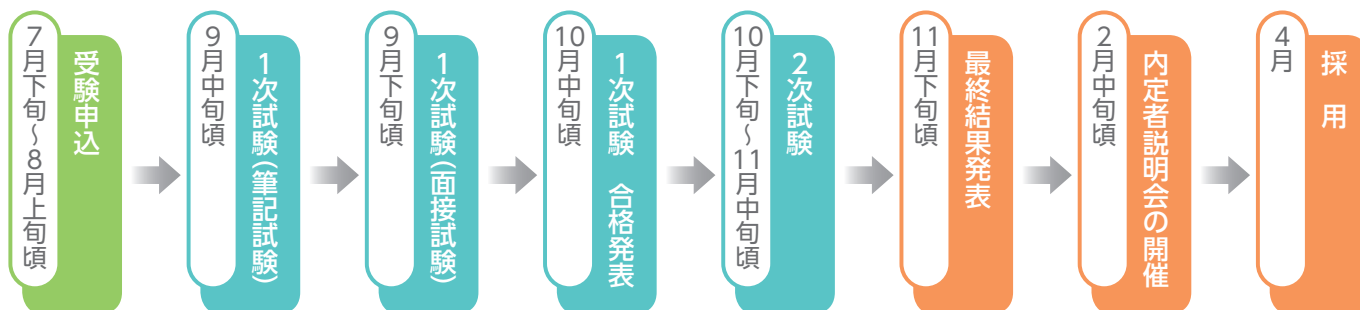 7月下旬～8月上旬頃
受験申込
9月中旬頃
1次試験（筆記試験）
9月下旬頃
1次試験（面接試験）
10月中旬頃
1次試験　合格発表
10月下旬～11月中旬頃
2次試験
11月下旬頃
最終結果発表
2月中旬頃
内定者説明会の開催
4月
採　用